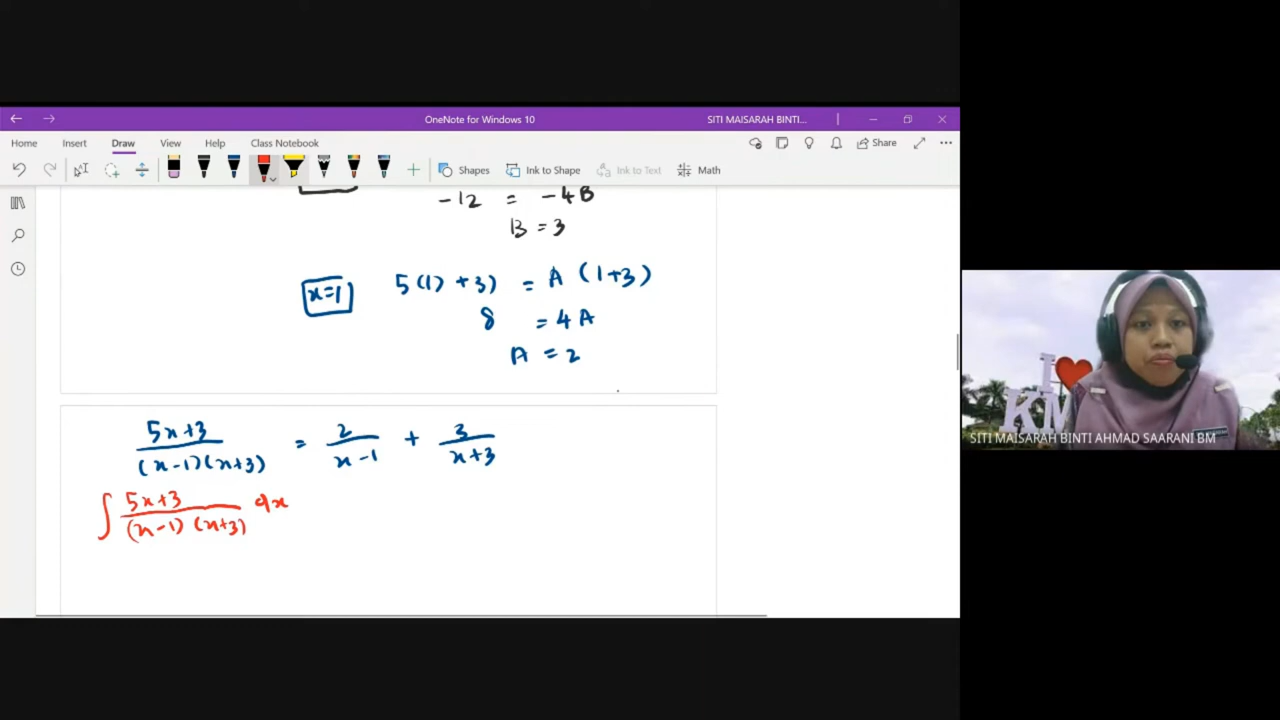 OneNote for Windows 10
SITI MAISARAH BINTI...
Home Insert Draw View Help Class Notebook
Share
Shapes Ink to Shape Ink to Text Math
-12 = -4B
B = 3
x=1 5(1) + 3) = A (1+3)
8 = 4A
A = 2
5x+3 / (x-1)(x+3) = 2 / x-1 + 3 / x+3
∫ 5x+3 / (x-1) (x+3) dx
I ❤
KM
SITI MAISARAH BINTI AHMAD SAARANI BM